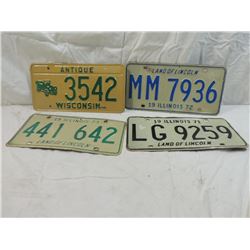 ANTIQUE
3542
WISCONSIN
LAND OF LINCOLN
MM 7936
19 ILLINOIS 72
441 642
LAND OF LINCOLN
19 ILLINOIS 71
LG 9259
LAND OF LINCOLN